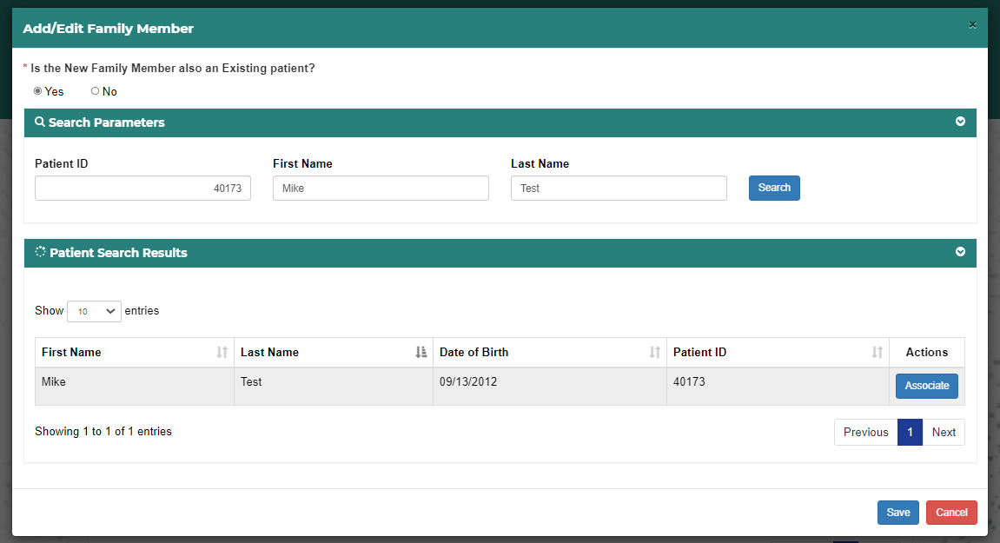 Add/Edit Family Member ×
* Is the New Family Member also an Existing patient?
Yes No
Search Parameters
Patient ID First Name Last Name
40173 Mike Test Search
Patient Search Results
Show 10 entries
First Name Last Name Date of Birth Patient ID Actions
Mike Test 09/13/2012 40173 Associate
Showing 1 to 1 of 1 entries Previous 1 Next
Save Cancel